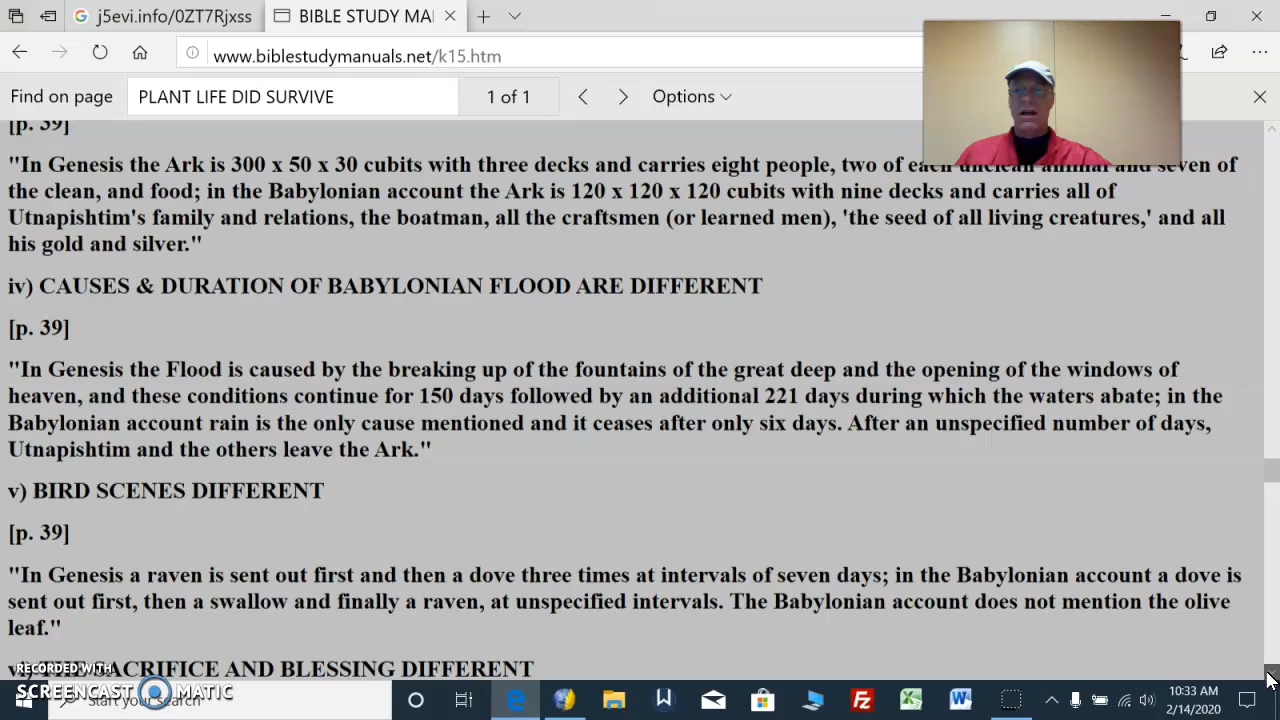 j5evi.info/0ZT7Rjxss
BIBLE STUDY MA
www.biblestudymanuals.net/k15.htm
Find on page
PLANT LIFE DID SURVIVE
1 of 1
Options
[p. 39]
"In Genesis the Ark is 300 x 50 x 30 cubits with three decks and carries eight people, two of each unclean animal and seven of
the clean, and food; in the Babylonian account the Ark is 120 x 120 x 120 cubits with nine decks and carries all of
Utnapishtim's family and relations, the boatman, all the craftsmen (or learned men), 'the seed of all living creatures,' and all
his gold and silver."
iv) CAUSES & DURATION OF BABYLONIAN FLOOD ARE DIFFERENT
[p. 39]
"In Genesis the Flood is caused by the breaking up of the fountains of the great deep and the opening of the windows of
heaven, and these conditions continue for 150 days followed by an additional 221 days during which the waters abate; in the
Babylonian account rain is the only cause mentioned and it ceases after only six days. After an unspecified number of days,
Utnapishtim and the others leave the Ark."
v) BIRD SCENES DIFFERENT
[p. 39]
"In Genesis a raven is sent out first and then a dove three times at intervals of seven days; in the Babylonian account a dove is
sent out first, then a swallow and finally a raven, at unspecified intervals. The Babylonian account does not mention the olive
leaf."
SACRIFICE AND BLESSING DIFFERENT
RECORDED WITH
SCREENCAST MATIC
Start your search
10:33 AM
2/14/2020